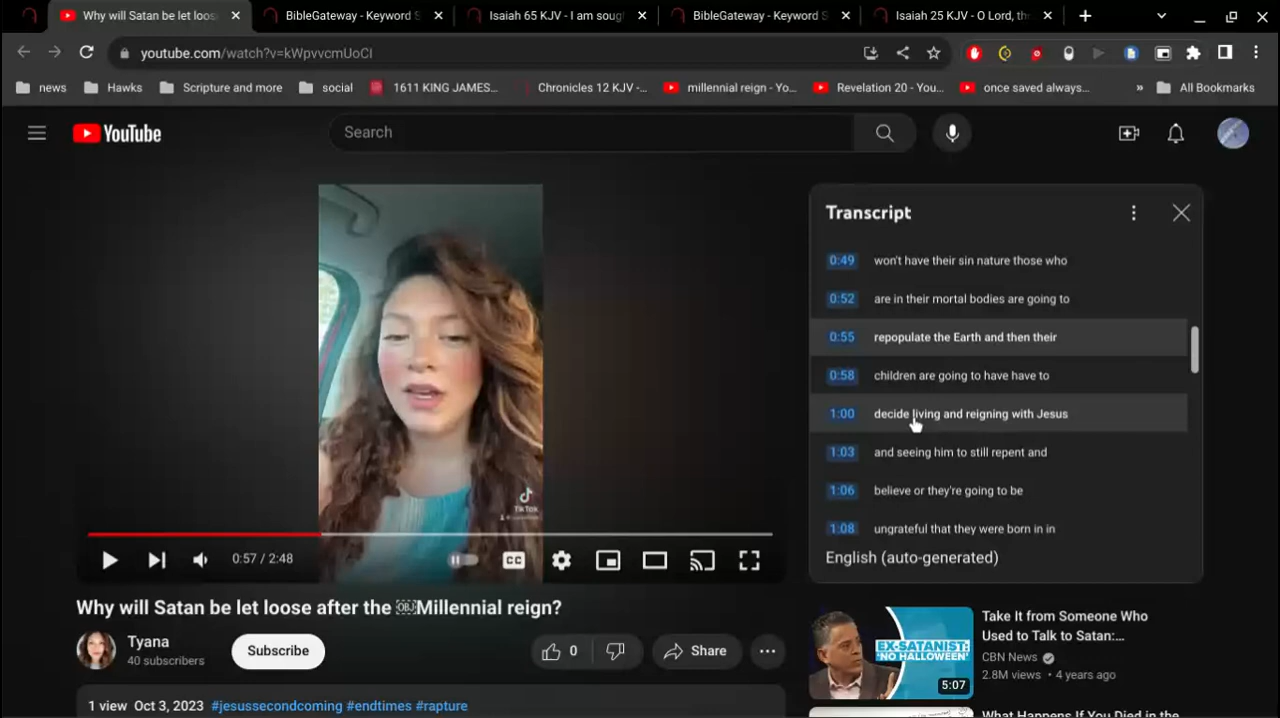 Why will Satan be let loos
BibleGateway - Keyword S
Isaiah 65 KJV - I am sough
BibleGateway - Keyword S
Isaiah 25 KJV - O Lord, the
youtube.com/watch?v=kWpvvcmUoCI
news
Hawks
Scripture and more
social
1611 KING JAMES...
Chronicles 12 KJV -...
millennial reign - Yo...
Revelation 20 - You...
once saved always...
»
All Bookmarks
YouTube
Search
Transcript
0:49 won't have their sin nature those who
0:52 are in their mortal bodies are going to
0:55 repopulate the Earth and then their
0:58 children are going to have have to
1:00 decide living and reigning with Jesus
1:03 and seeing him to still repent and
1:06 believe or they're going to be
1:08 ungrateful that they were born in in
English (auto-generated)
TikTok
0:57 / 2:48
CC
Why will Satan be let loose after the OBJ Millennial reign?
Tyana
40 subscribers
Subscribe
0
Share
1 view Oct 3, 2023 #jesussecondcoming #endtimes #rapture
EX-SATANIST:
'NO HALLOWEEN'
5:07
Take It from Someone Who
Used to Talk to Satan:...
CBN News
2.8M views • 4 years ago
What Happens If You Died in the